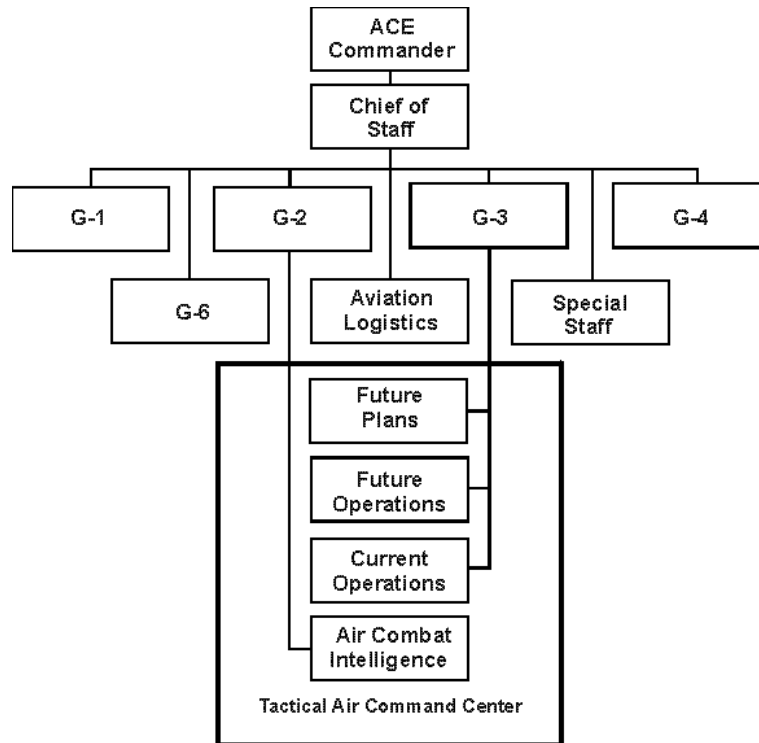 ACE
Commander
Chief of
Staff
G-1
G-2
G-3
G-4
G-6
Aviation
Logistics
Special
Staff
Future
Plans
Future
Operations
Current
Operations
Air Combat
Intelligence
Tactical Air Command Center